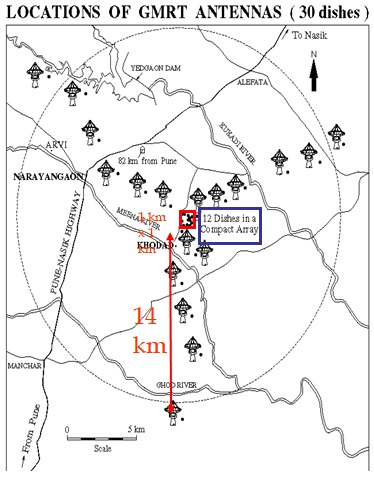 LOCATIONS OF GMRT ANTENNAS ( 30 dishes )
To Nasik
N
YEDGAON DAM
ALEFATA
KUKADI RIVER
ARVI
82 km from Pune
NARAYANGAON
MEENA RIVER
1 km
x 1
km
12 Dishes in a
Compact Array
KHODAD
PUNE-NASIK HIGHWAY
14
km
MANCHAR
GHOD RIVER
From Pune
0
5 km
Scale